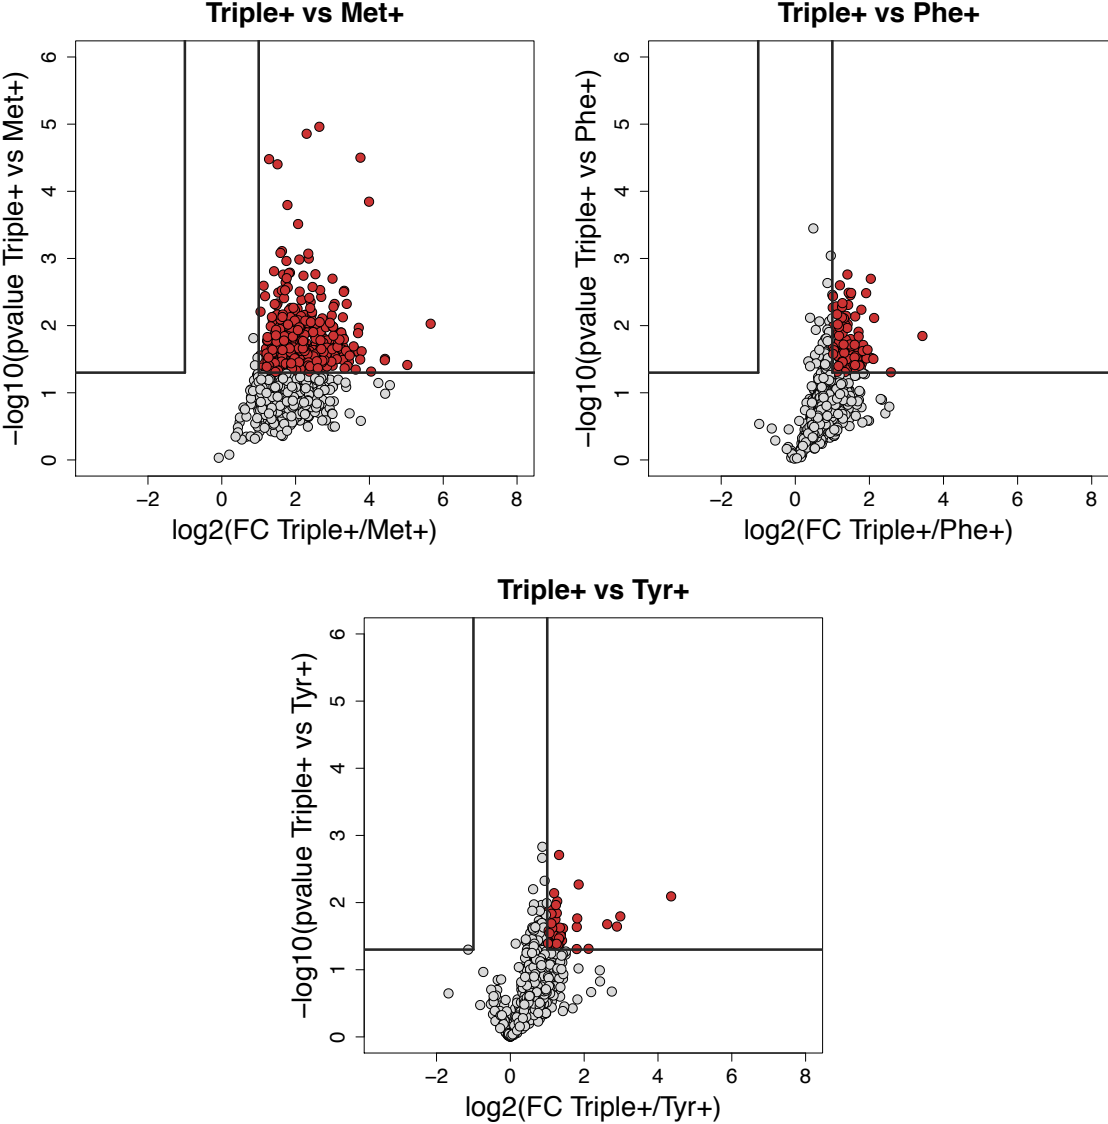 Triple+ vs Met+
−log10(pvalue Triple+ vs Met+)
6
5
4
3
2
1
0
−2 0 2 4 6 8
log2(FC Triple+/Met+)
Triple+ vs Phe+
−log10(pvalue Triple+ vs Phe+)
6
5
4
3
2
1
0
−2 0 2 4 6 8
log2(FC Triple+/Phe+)
Triple+ vs Tyr+
−log10(pvalue Triple+ vs Tyr+)
6
5
4
3
2
1
0
−2 0 2 4 6 8
log2(FC Triple+/Tyr+)